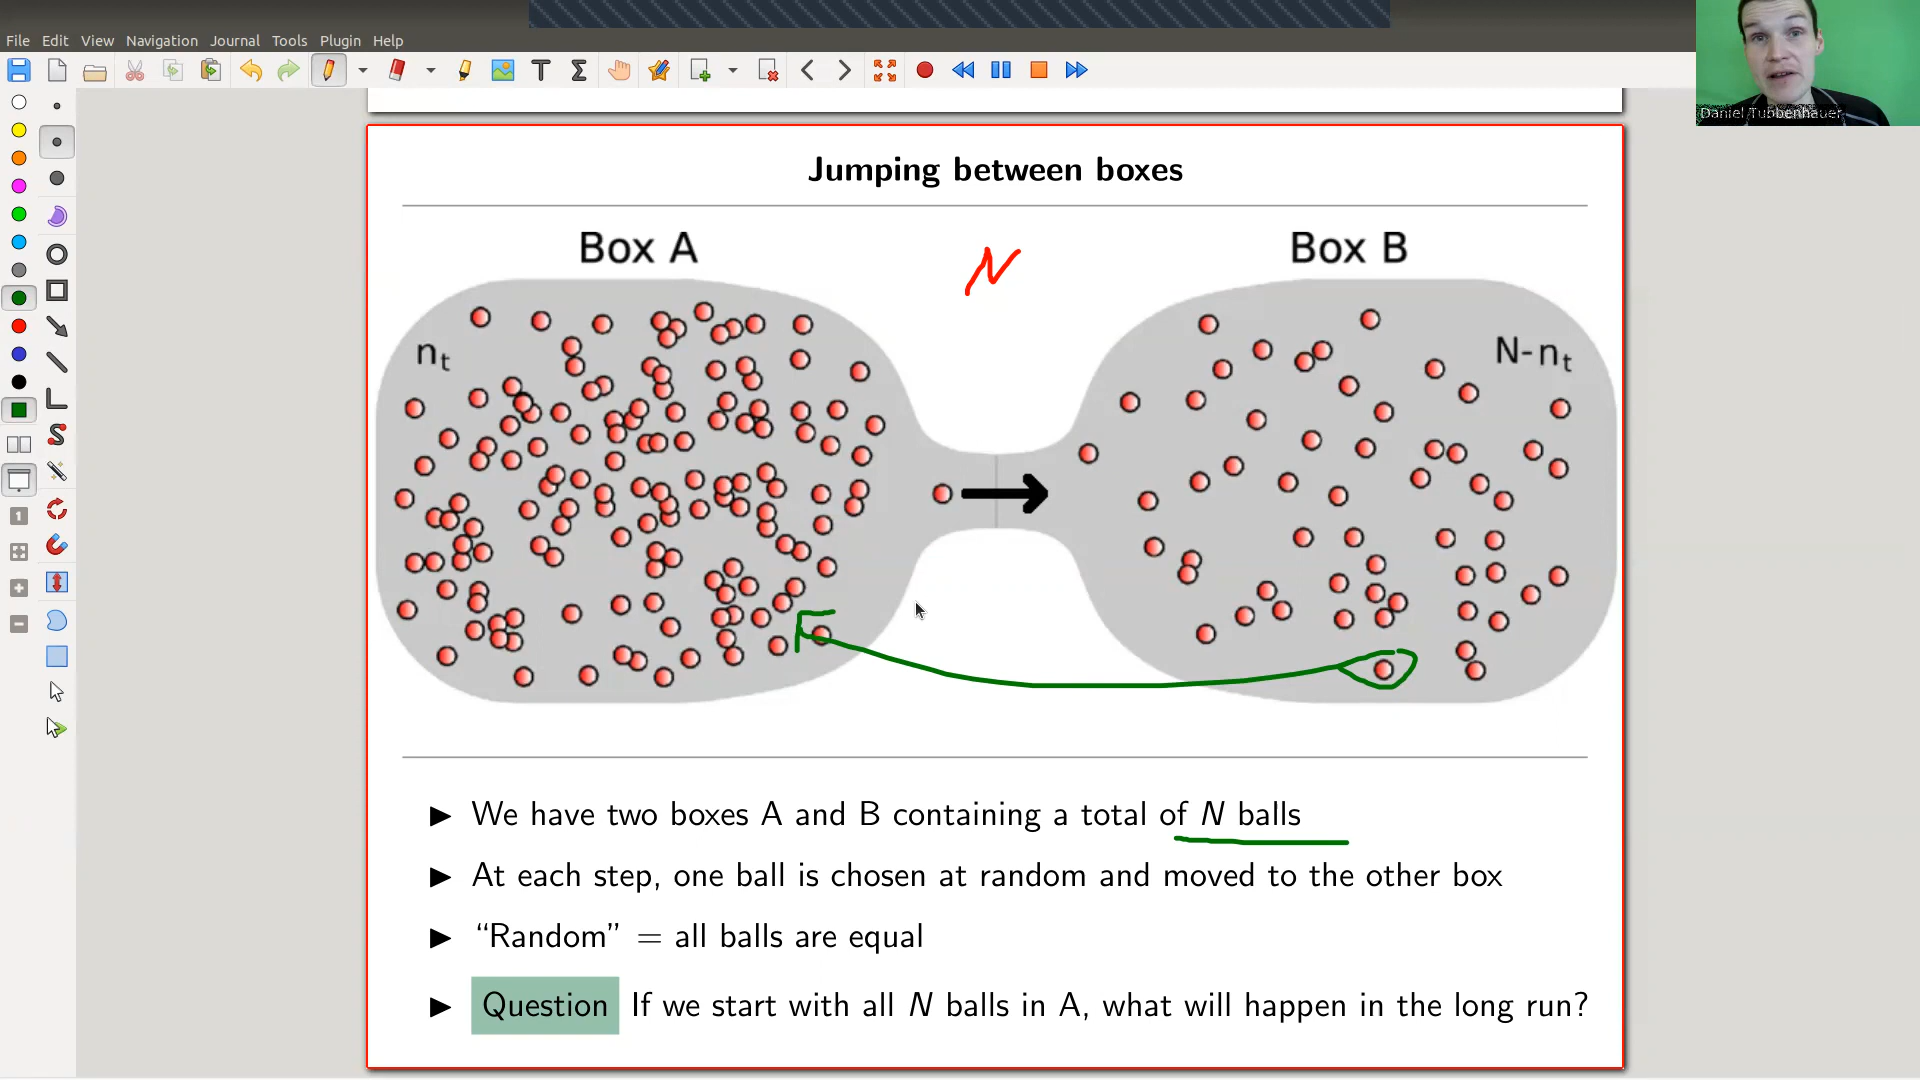 File Edit View Navigation Journal Tools Plugin Help
Daniel Tubbenhauer
Jumping between boxes
Box A
N
Box B
nt
N-nt
▶ We have two boxes A and B containing a total of N balls
▶ At each step, one ball is chosen at random and moved to the other box
▶ “Random” = all balls are equal
▶ Question If we start with all N balls in A, what will happen in the long run?